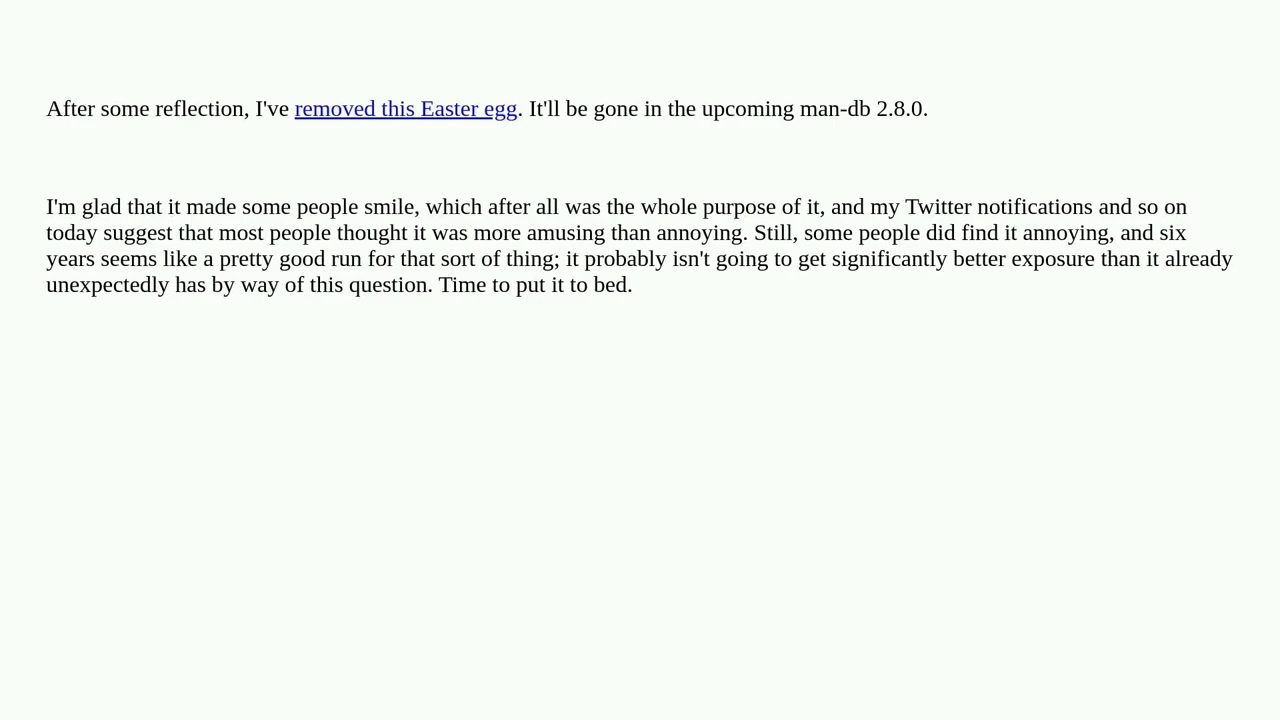 After some reflection, I've removed this Easter egg. It'll be gone in the upcoming man-db 2.8.0.
I'm glad that it made some people smile, which after all was the whole purpose of it, and my Twitter notifications and so on
today suggest that most people thought it was more amusing than annoying. Still, some people did find it annoying, and six
years seems like a pretty good run for that sort of thing; it probably isn't going to get significantly better exposure than it already
unexpectedly has by way of this question. Time to put it to bed.